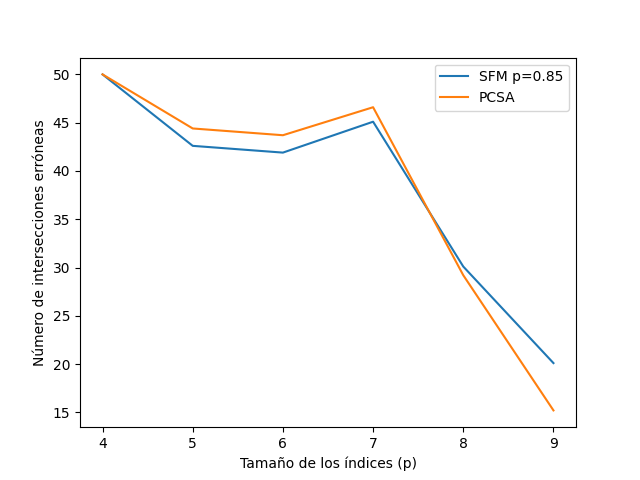 SFM p=0.85
PCSA
Número de intersecciones erróneas
50
45
40
35
30
25
20
15
4 5 6 7 8 9
Tamaño de los índices (p)